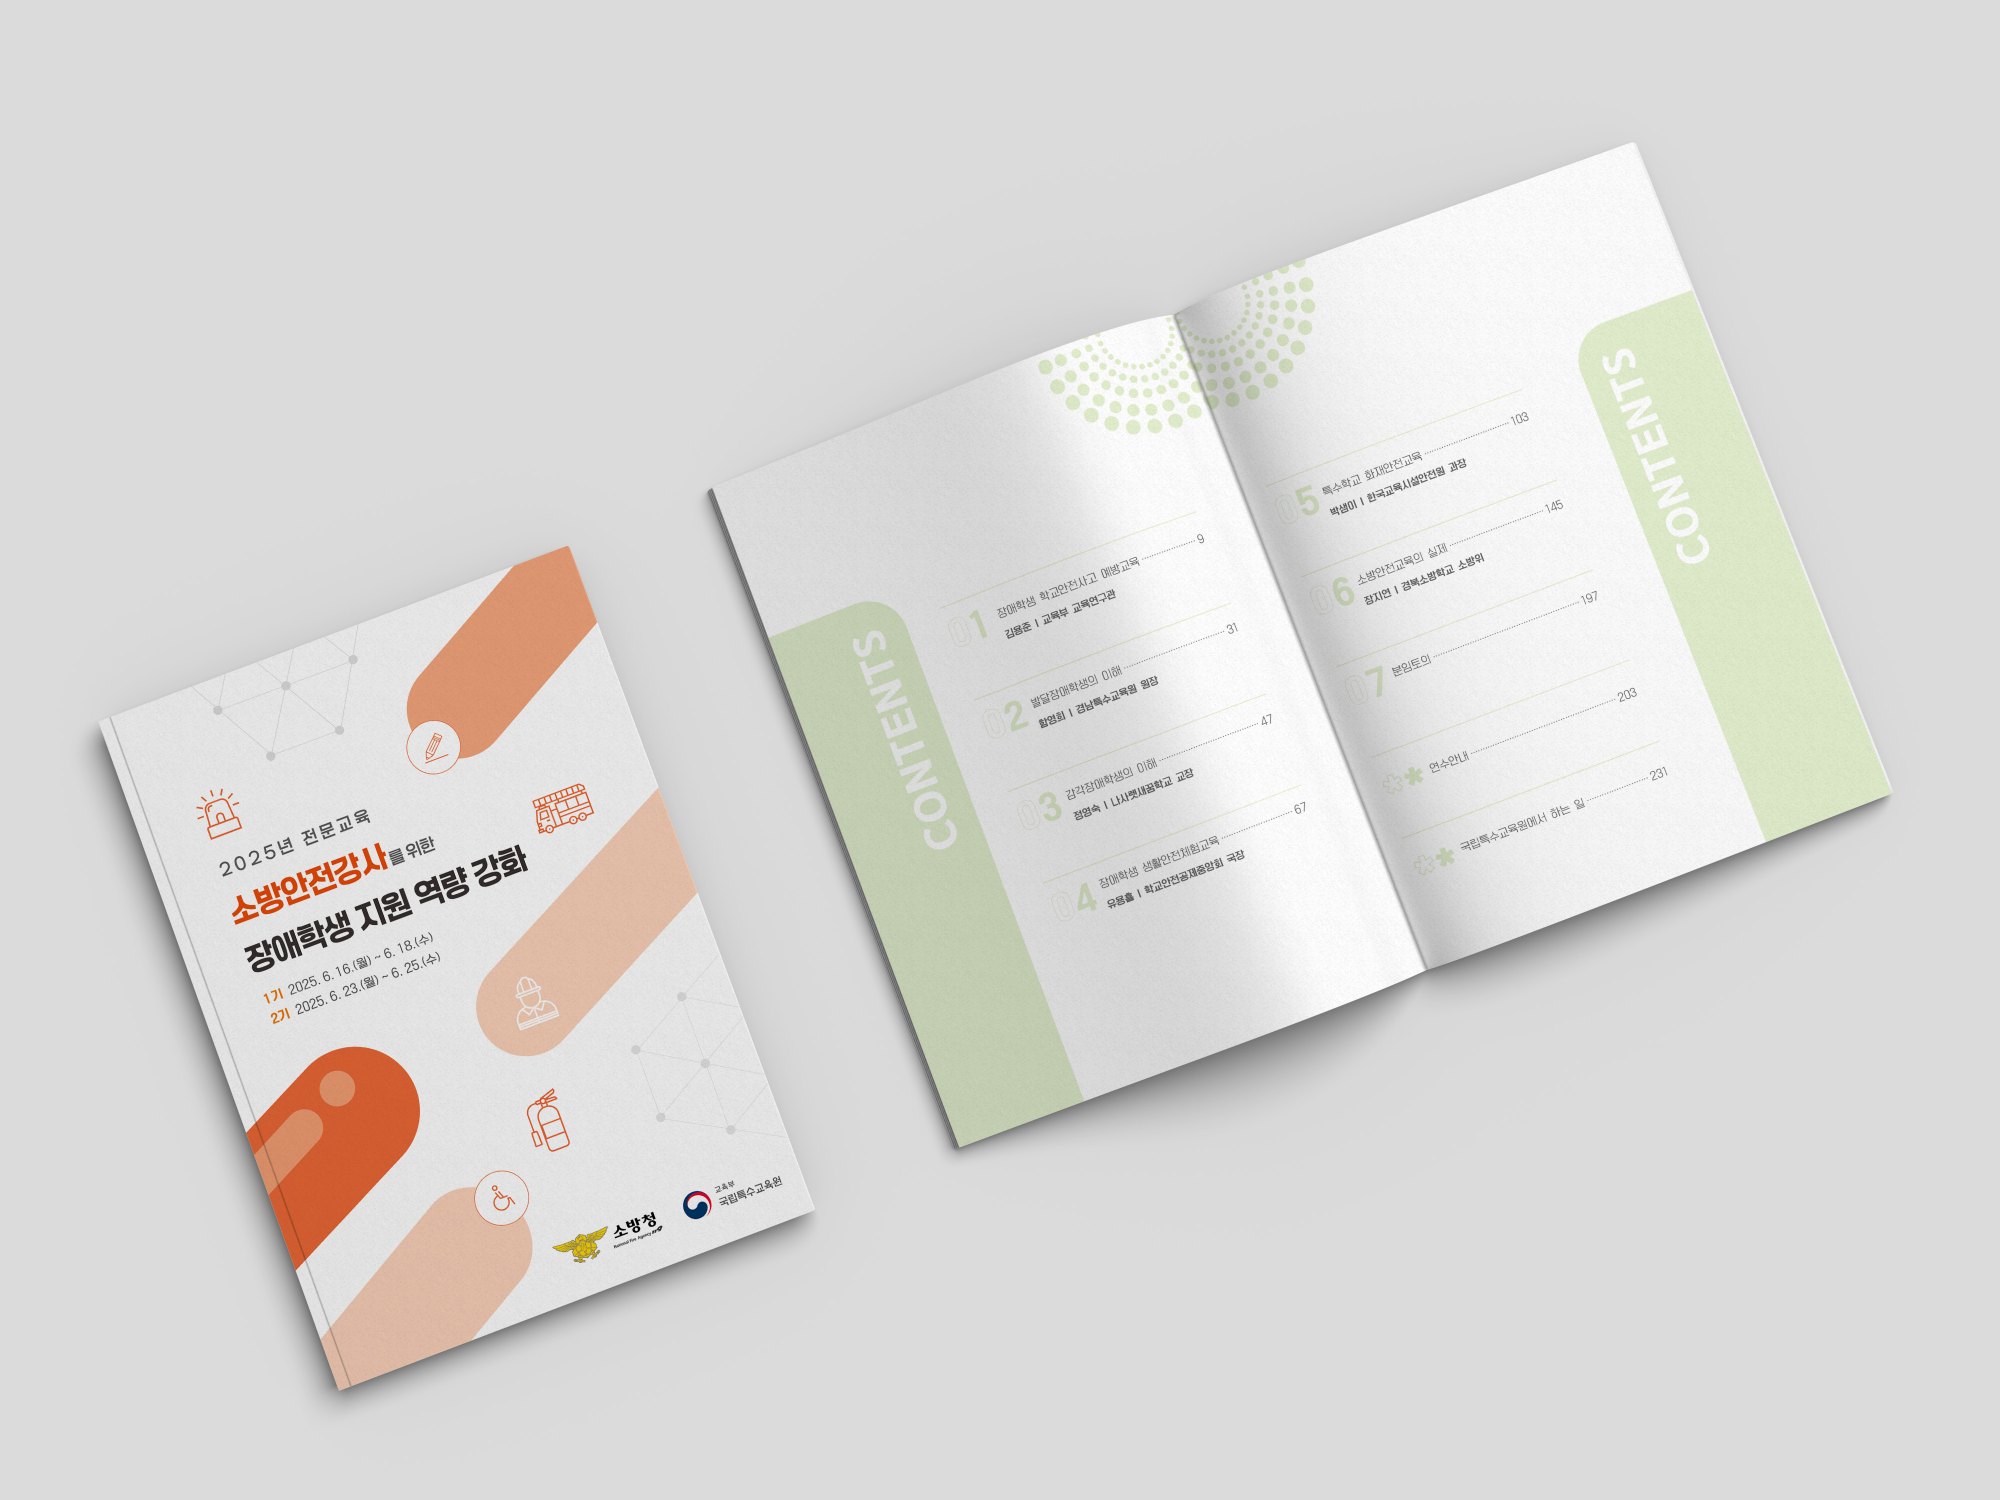 2025년 전문교육
소방안전강사를 위한
장애학생 지원 역량 강화
1기 2025. 6. 16.(월) ~ 6. 18.(수)
2기 2025. 6. 23.(월) ~ 6. 25.(수)
소방청
National Fire Agency
교육부
국립특수교육원
CONTENTS
01 장애학생 학교안전사고 예방교육 9
김용준 | 교육부 교육연구관
02 발달장애학생의 이해 31
함영희 | 경남특수교육원 원장
03 감각장애학생의 이해 47
정영숙 | 나사렛새꿈학교 교장
04 장애학생 생활안전체험교육 67
유용흘 | 학교안전공제중앙회 국장
CONTENTS
05 특수학교 화재안전교육 103
박생이 | 한국교육시설안전원 과장
06 소방안전교육의 실제 145
장지연 | 경북소방학교 소방위
07 분임토의 197
** 연수안내 203
** 국립특수교육원에서 하는 일 231